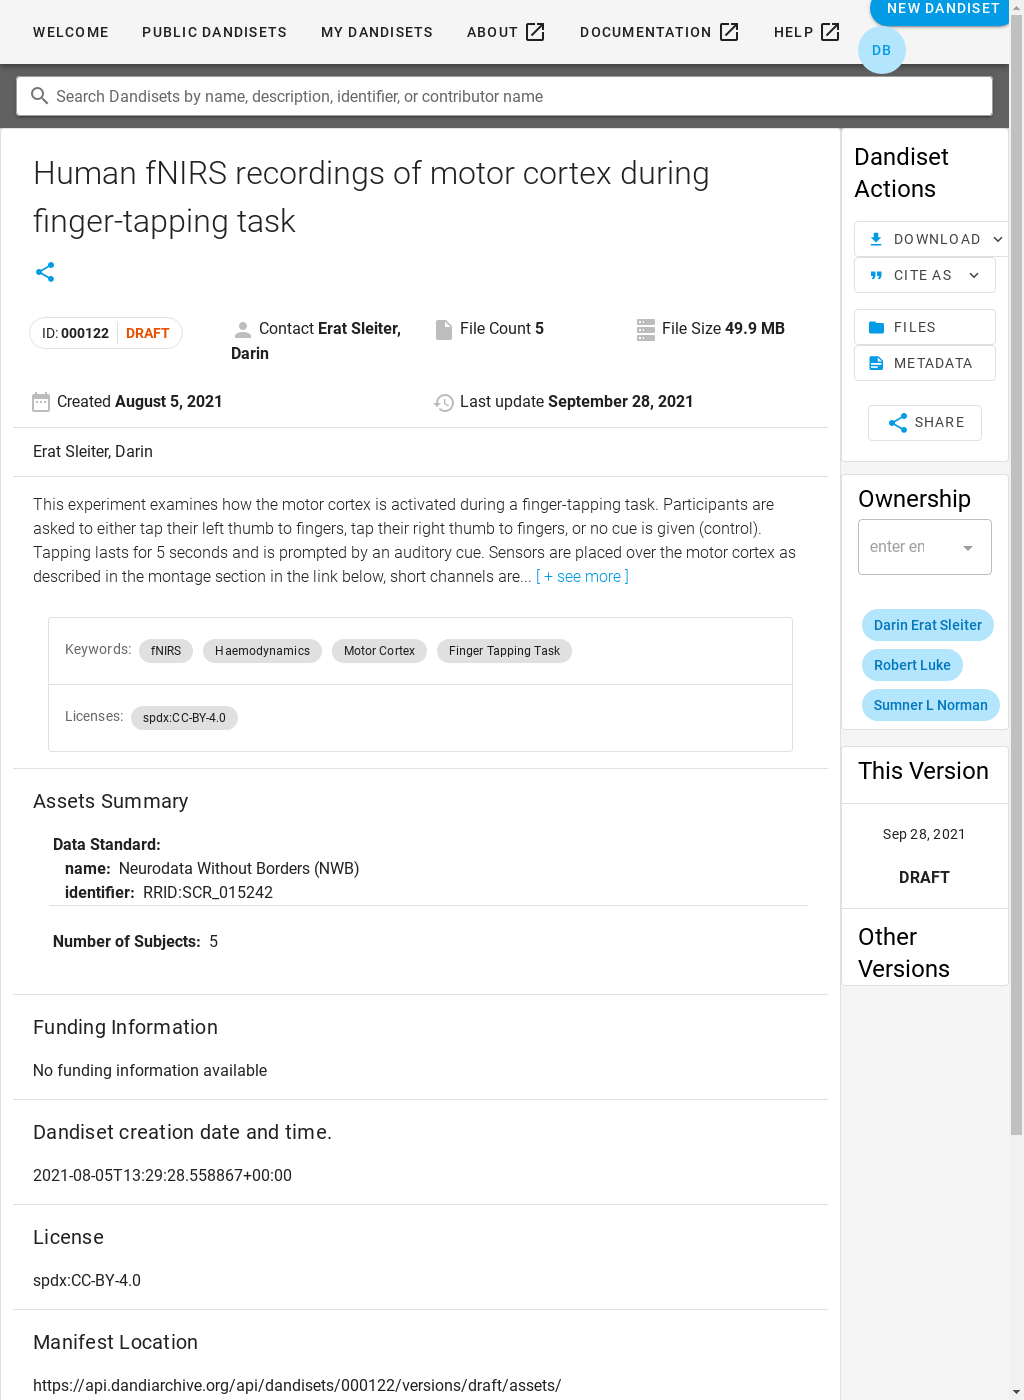 WELCOME PUBLIC DANDISETS MY DANDISETS ABOUT DOCUMENTATION HELP NEW DANDISET
DB
Search Dandisets by name, description, identifier, or contributor name
Human fNIRS recordings of motor cortex during
finger-tapping task
ID: 000122 DRAFT
Contact Erat Sleiter,
Darin
File Count 5
File Size 49.9 MB
Created August 5, 2021
Last update September 28, 2021
Erat Sleiter, Darin
This experiment examines how the motor cortex is activated during a finger-tapping task. Participants are
asked to either tap their left thumb to fingers, tap their right thumb to fingers, or no cue is given (control).
Tapping lasts for 5 seconds and is prompted by an auditory cue. Sensors are placed over the motor cortex as
described in the montage section in the link below, short channels are... [ + see more ]
Keywords: fNIRS Haemodynamics Motor Cortex Finger Tapping Task
Licenses: spdx:CC-BY-4.0
Assets Summary
Data Standard:
name: Neurodata Without Borders (NWB)
identifier: RRID:SCR_015242
Number of Subjects: 5
Funding Information
No funding information available
Dandiset creation date and time.
2021-08-05T13:29:28.558867+00:00
License
spdx:CC-BY-4.0
Manifest Location
https://api.dandiarchive.org/api/dandisets/000122/versions/draft/assets/
Dandiset
Actions
DOWNLOAD
CITE AS
FILES
METADATA
SHARE
Ownership
enter en
Darin Erat Sleiter
Robert Luke
Sumner L Norman
This Version
Sep 28, 2021
DRAFT
Other
Versions